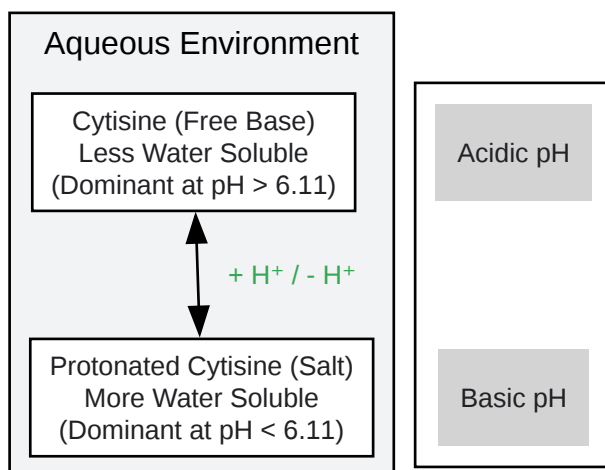 Aqueous Environment
Cytisine (Free Base)
Less Water Soluble
(Dominant at pH > 6.11)
+ H⁺ / - H⁺
Protonated Cytisine (Salt)
More Water Soluble
(Dominant at pH < 6.11)
Acidic pH
Basic pH